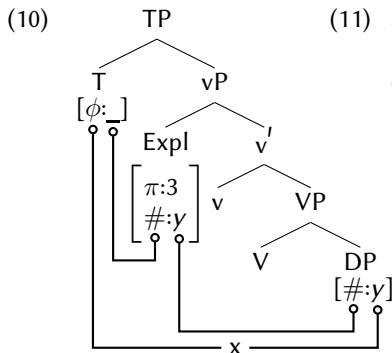 (10) TP (11)
T vP
[ϕ:_]
Expl v′
[π:3 #:y] v VP
V DP
[#:y]
x